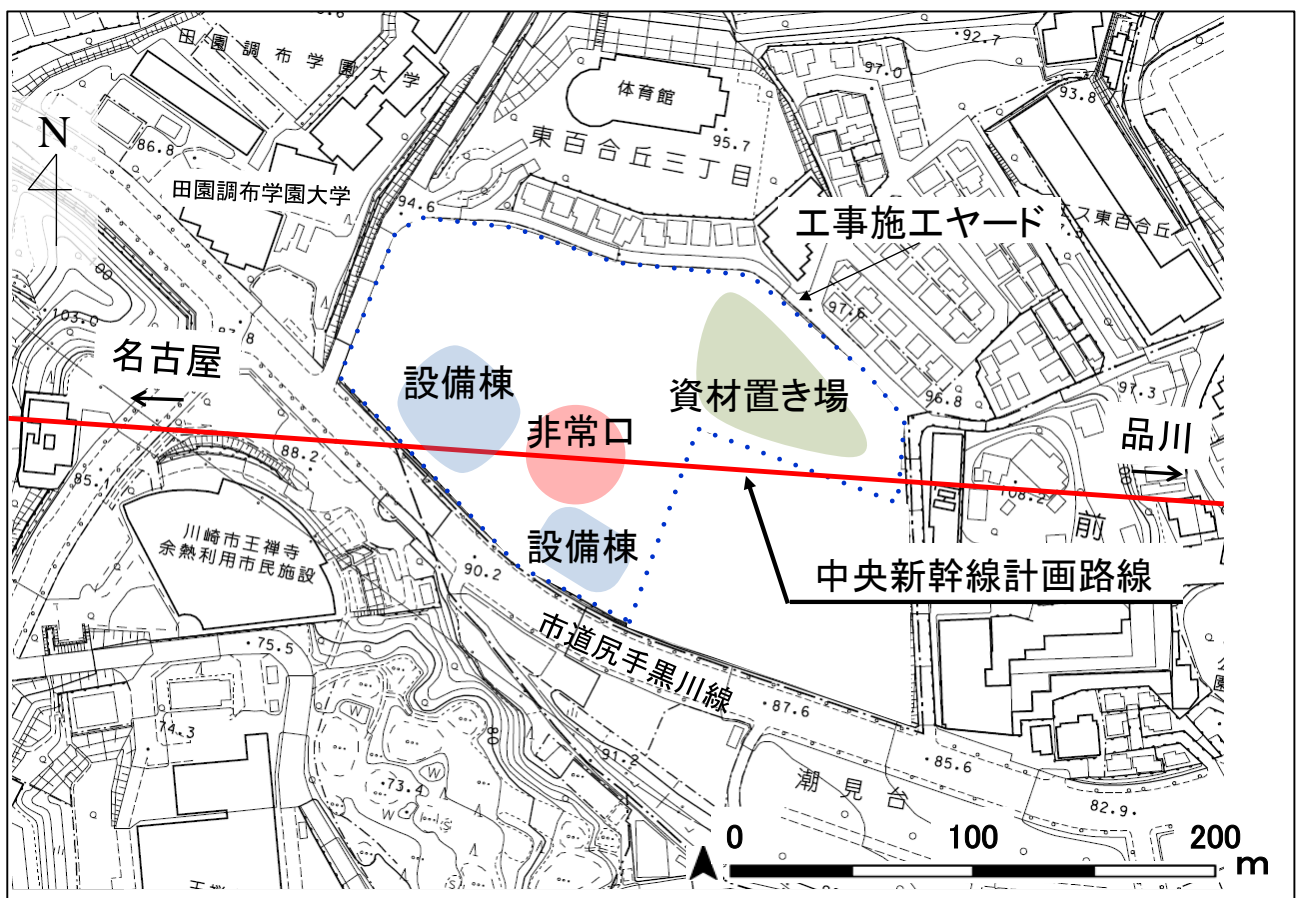 92.7
田園調布学園大学
97.0
体育館
93.8
N
86.8
95.7
東百合丘三丁目
田園調布学園大学
94.6
工事施工ヤード
ス東百合丘
103.0
97.6
名古屋
設備棟
資材置き場
97.3
96.8
非常口
品川
88.2
85.1
108.2
宮
前
川崎市王禅寺
余熱利用市民施設
設備棟
中央新幹線計画路線
90.2
市道尻手黒川線
75.5
87.6
W
74.3
80
91.2
85.6
W
73.4
潮見台
W
82.9
0 100 200
m